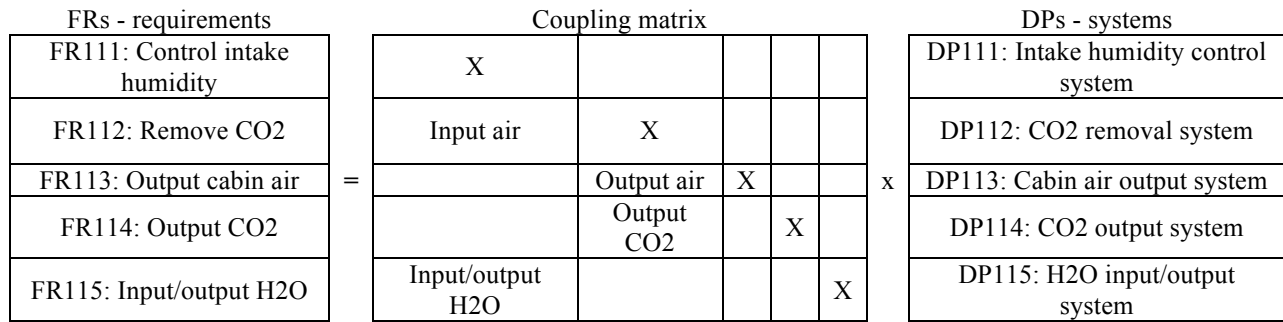 FRs - requirements
Coupling matrix
DPs - systems
FR111: Control intake
humidity
X
DP111: Intake humidity control
system
FR112: Remove CO2
Input air
X
DP112: CO2 removal system
FR113: Output cabin air
=
Output air
X
x
DP113: Cabin air output system
FR114: Output CO2
Output
CO2
X
DP114: CO2 output system
FR115: Input/output H2O
Input/output
H2O
X
DP115: H2O input/output
system